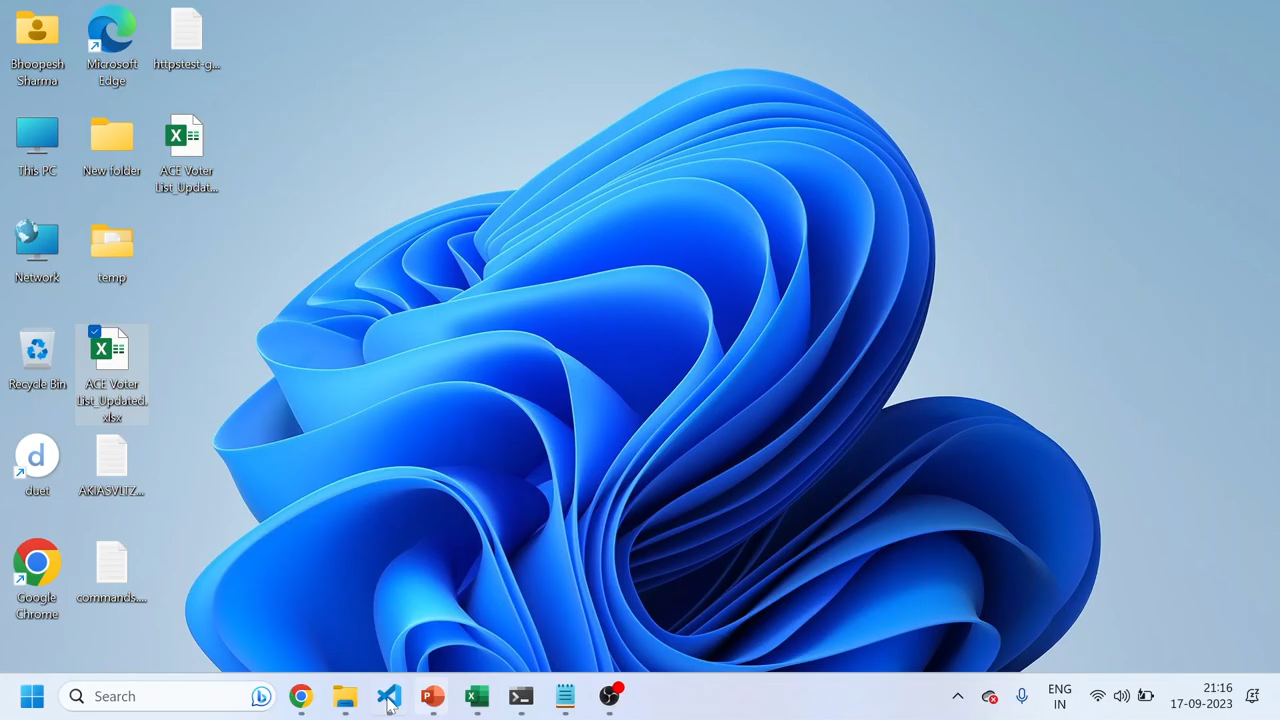 Bhoopesh
Sharma
Microsoft
Edge
httpstest-g...
This PC
New folder
ACE Voter
List_Updat...
Network
temp
Recycle Bin
ACE Voter
List_Updated.
xlsx
d
duet
AKIASVLTZ...
Google
Chrome
commands....
Search
ENG
IN
21:16
17-09-2023